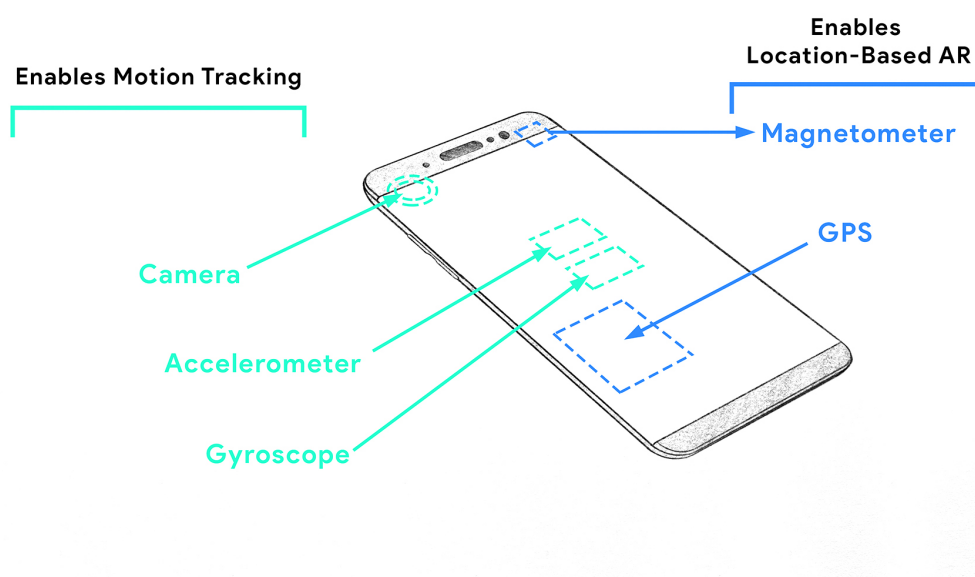 Enables
Location-Based AR
Enables Motion Tracking
Magnetometer
GPS
Camera
Accelerometer
Gyroscope